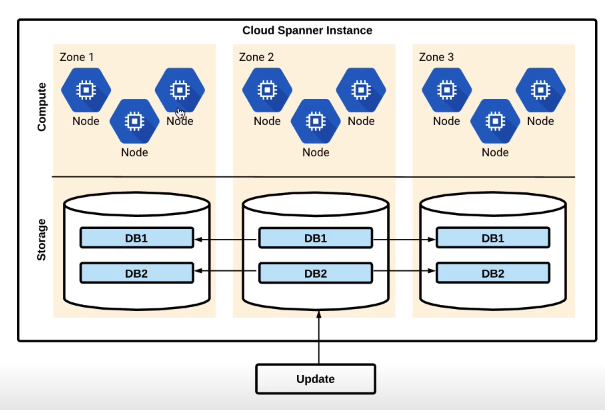 Cloud Spanner Instance
Zone 1
Zone 2
Zone 3
Compute
Node
Node
Node
Node
Node
Node
Node
Node
Node
Storage
DB1
DB1
DB1
DB2
DB2
DB2
Update